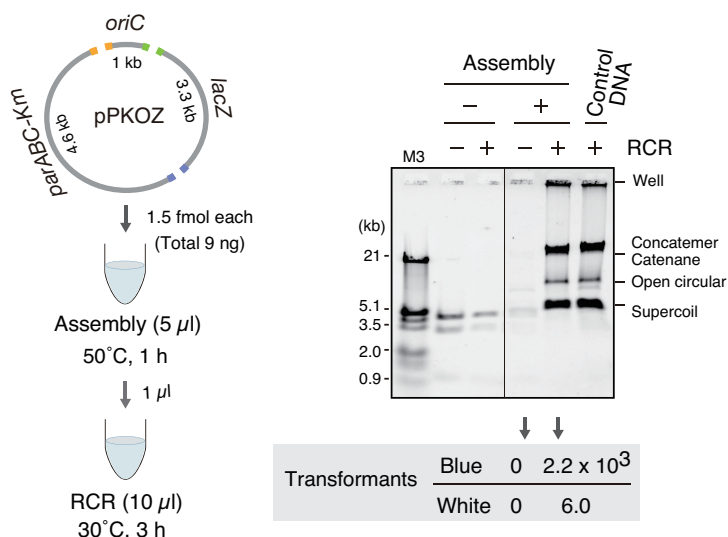 oriC
1 kb
lacZ
3.3 kb
pPKOZ
4.6 kb
parABC-Km
1.5 fmol each
(Total 9 ng)
Assembly (5 µl)
50˚C, 1 h
1 µl
RCR (10 µl)
30˚C, 3 h
Assembly
Control
DNA
− +
M3 − + − + + RCR
(kb)
21
5.1
3.5
2.0
0.9
Well
Concatemer
Catenane
Open circular
Supercoil
Transformants
Blue 0 2.2 x 10³
White 0 6.0